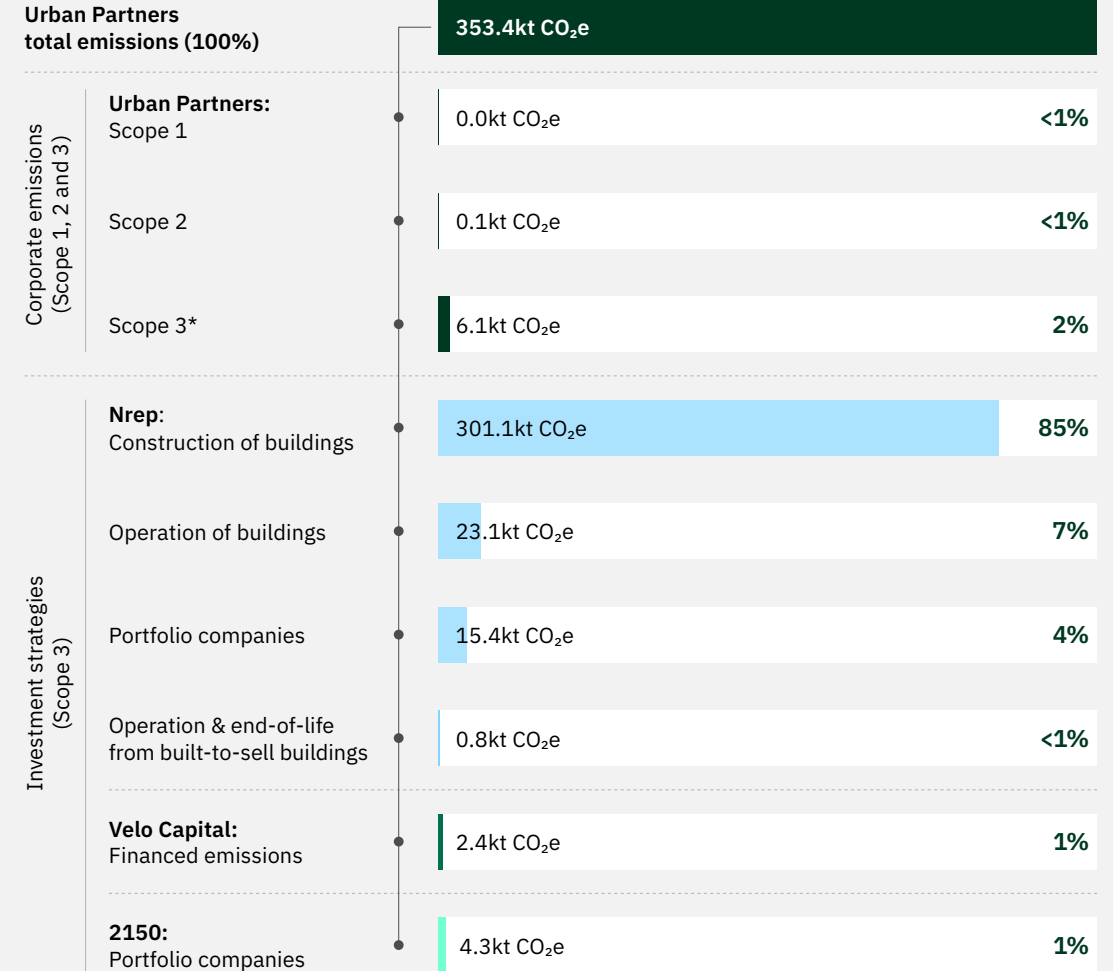 Urban Partners
total emissions (100%)
353.4kt CO₂e
Corporate emissions
(Scope 1, 2 and 3)
Urban Partners:
Scope 1
0.0kt CO₂e
<1%
Scope 2
0.1kt CO₂e
<1%
Scope 3*
6.1kt CO₂e
2%
Investment strategies
(Scope 3)
Nrep:
Construction of buildings
301.1kt CO₂e
85%
Operation of buildings
23.1kt CO₂e
7%
Portfolio companies
15.4kt CO₂e
4%
Operation & end-of-life
from built-to-sell buildings
0.8kt CO₂e
<1%
Velo Capital:
Financed emissions
2.4kt CO₂e
1%
2150:
Portfolio companies
4.3kt CO₂e
1%